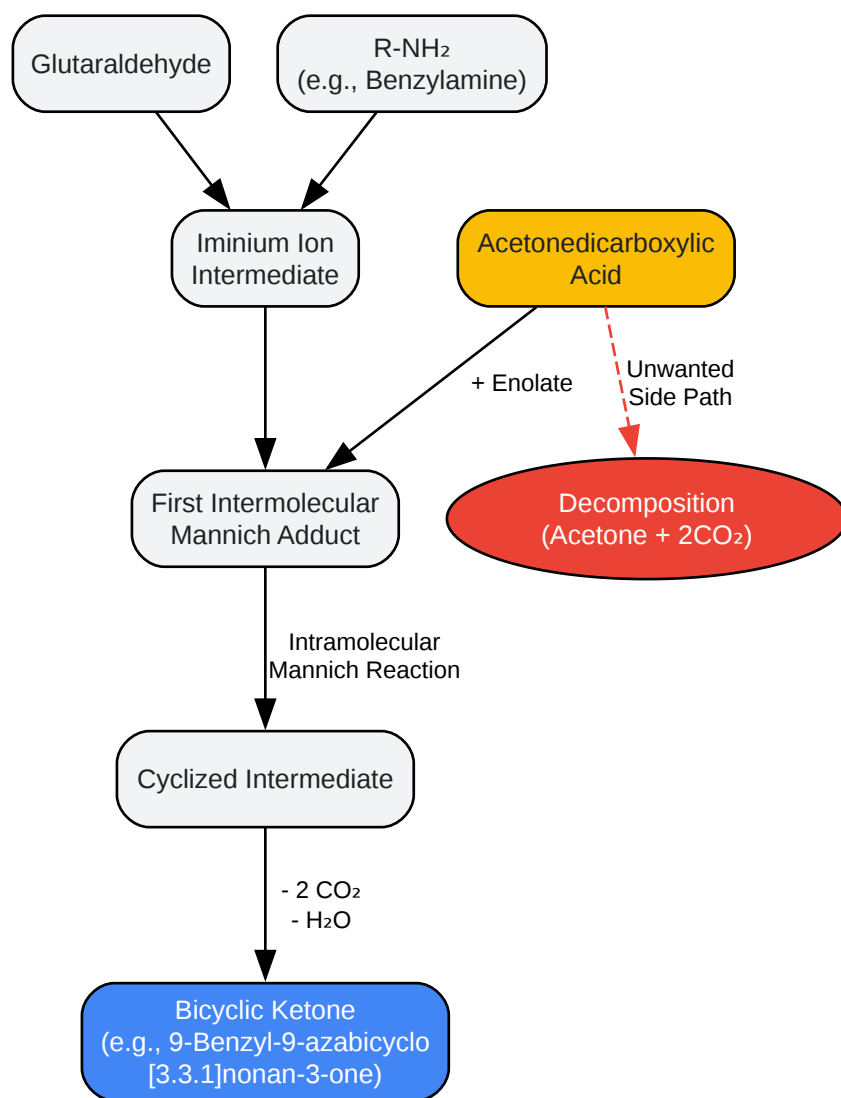 Glutaraldehyde
R-NH₂
(e.g., Benzylamine)
Iminium Ion
Intermediate
Acetonedicarboxylic
Acid
+ Enolate
Unwanted
Side Path
First Intermolecular
Mannich Adduct
Decomposition
(Acetone + 2CO₂)
Intramolecular
Mannich Reaction
Cyclized Intermediate
- 2 CO₂
- H₂O
Bicyclic Ketone
(e.g., 9-Benzyl-9-azabicyclo
[3.3.1]nonan-3-one)